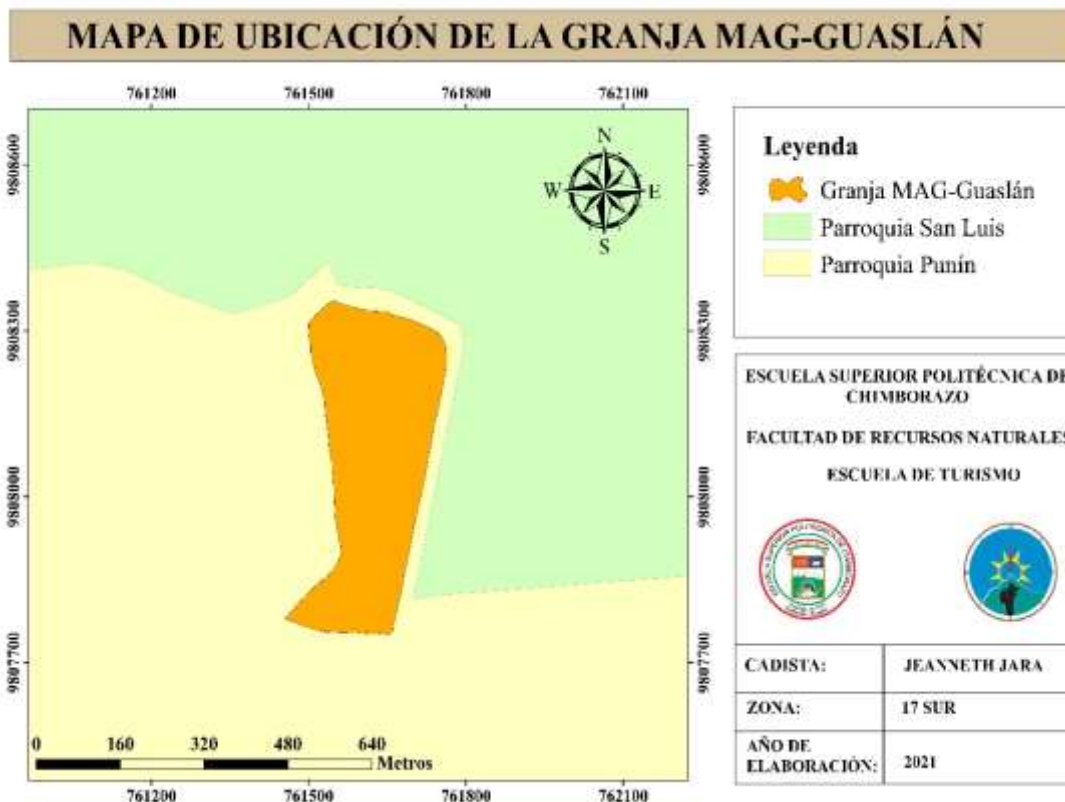 MAPA DE UBICACIÓN DE LA GRANJA MAG-GUASLÁN
761200 761500 761800 762100
9808600 9808600
N
W E
S
9808300 9808300
9808000 9808000
9807700 9807700
0 160 320 480 640
Metros
761200 761500 761800 762100
Leyenda
Granja MAG-Guaslán
Parroquia San Luis
Parroquia Punín
ESCUELA SUPERIOR POLITÉCNICA DE
CHIMBORAZO
FACULTAD DE RECURSOS NATURALES
ESCUELA DE TURISMO
CADISTA: JEANNETH JARA
ZONA: 17 SUR
AÑO DE
ELABORACIÓN: 2021